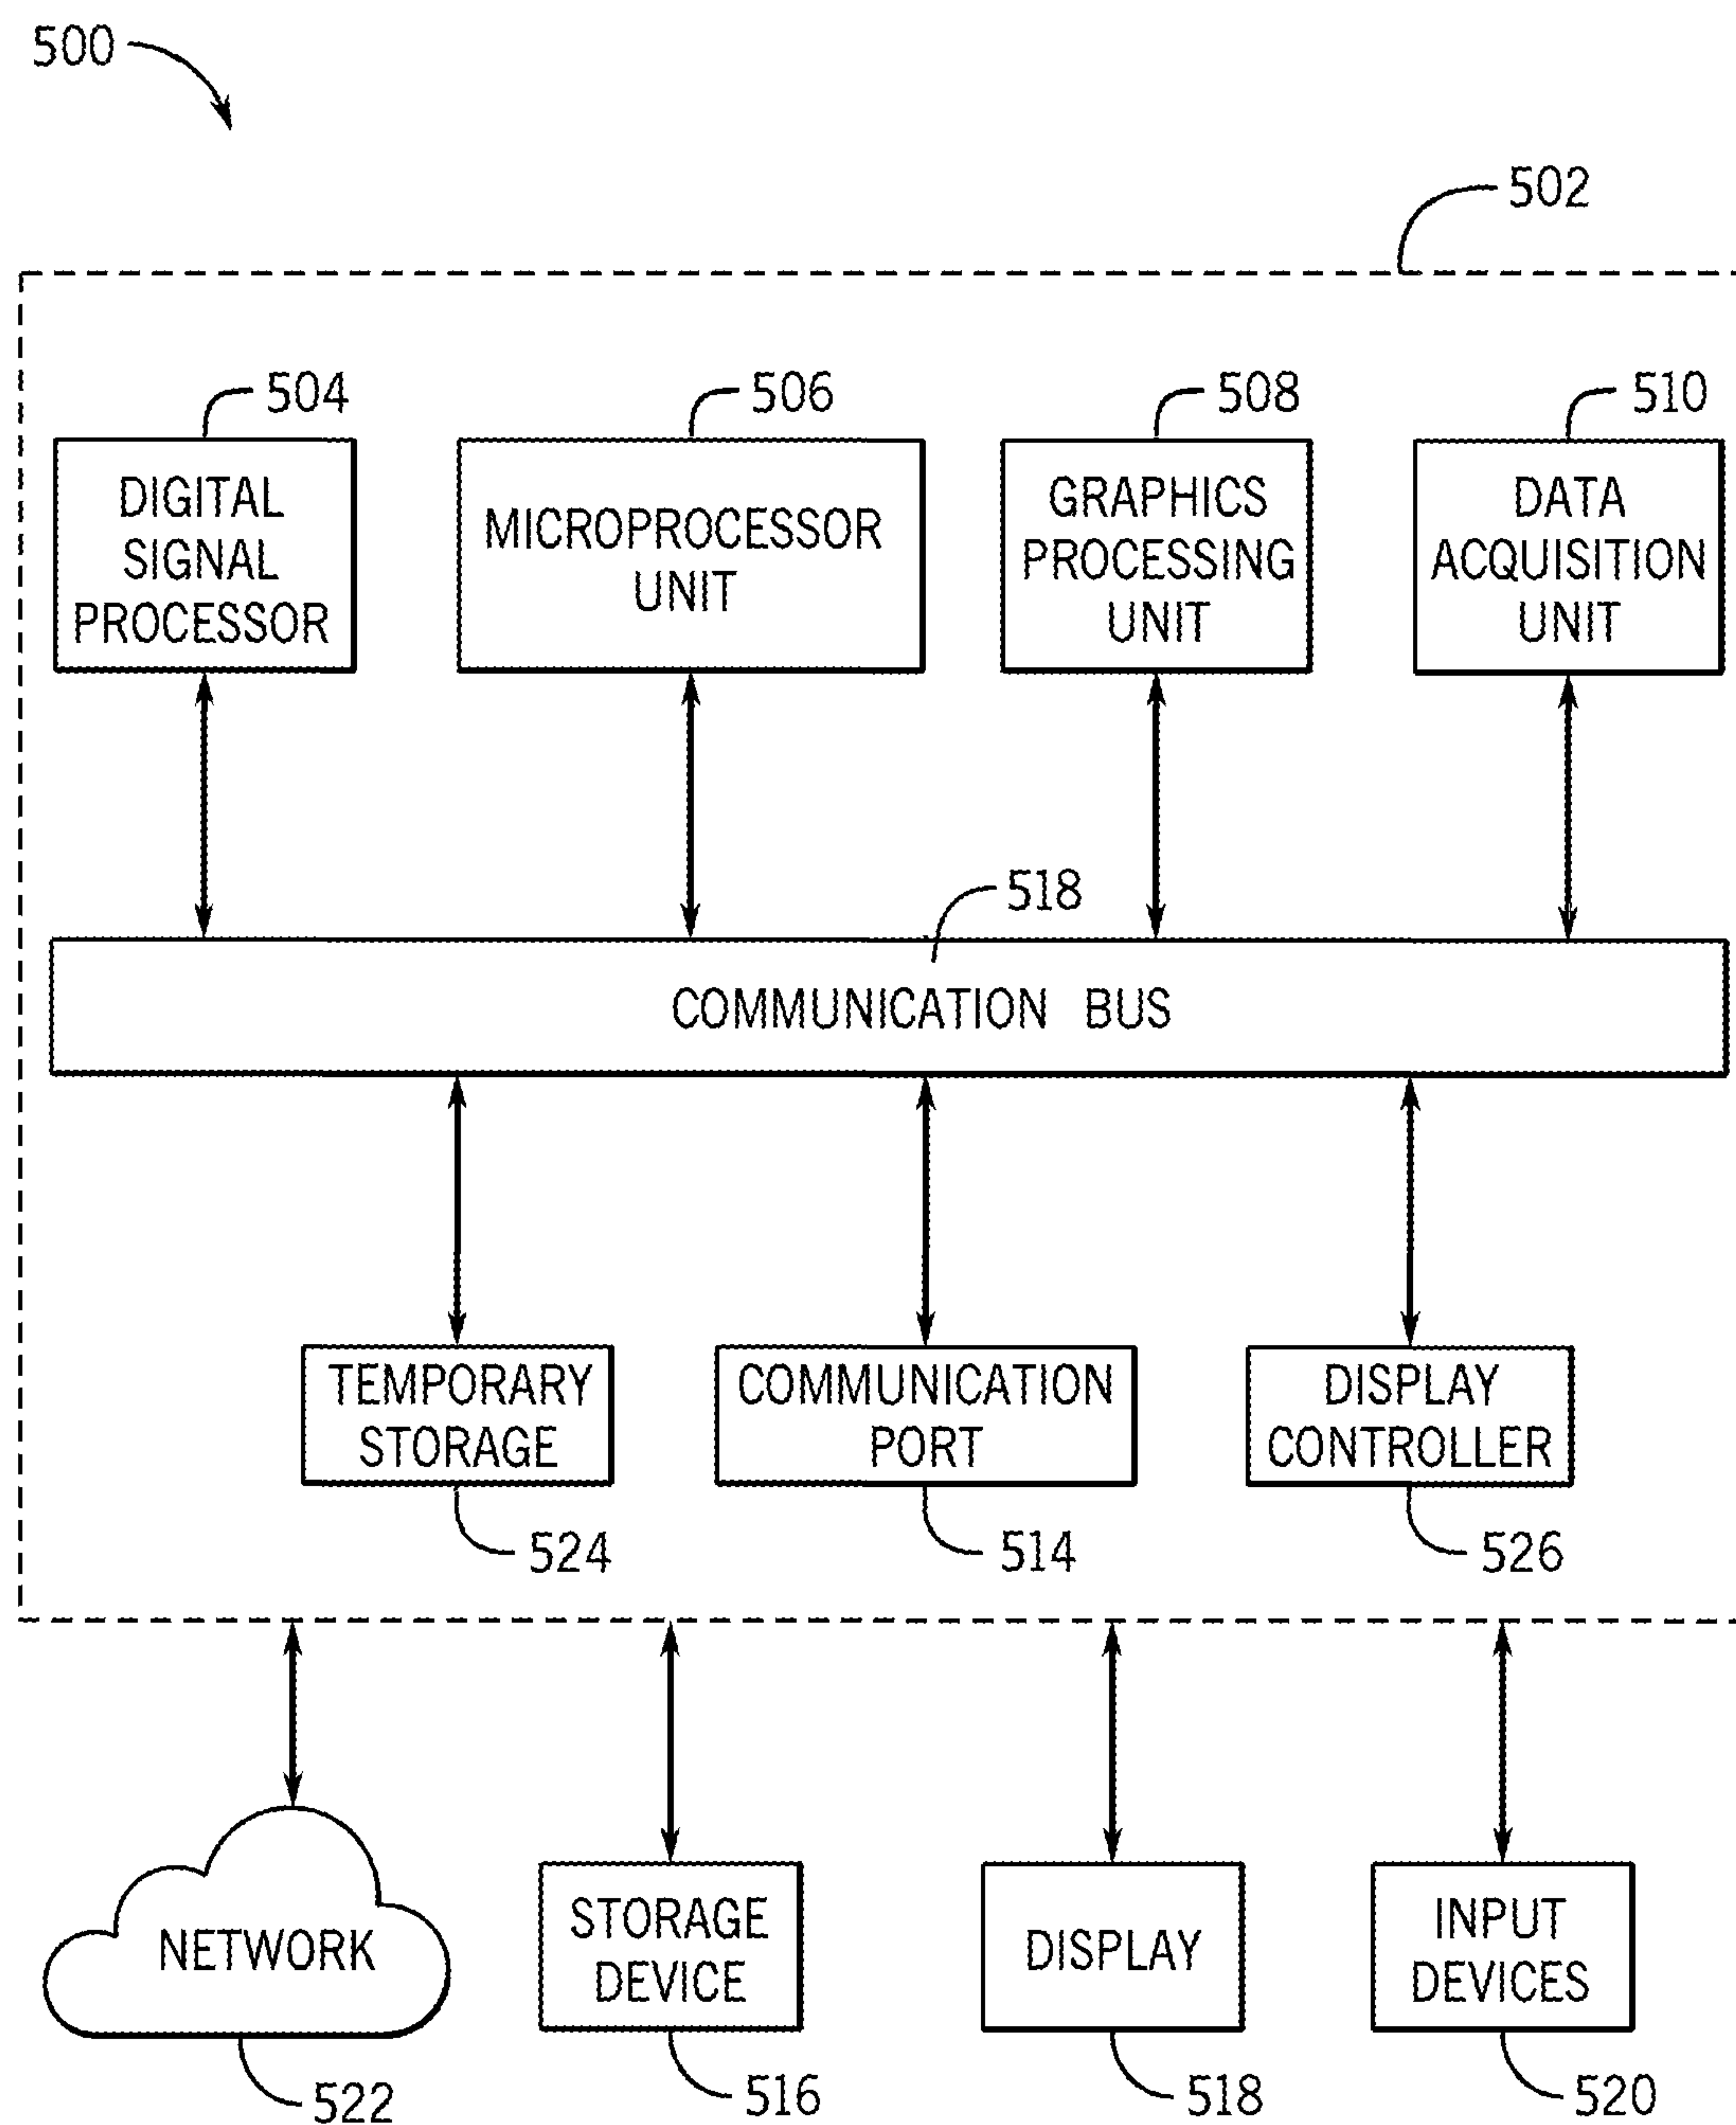 500
502
504
506
508
510
DIGITAL
SIGNAL
PROCESSOR
MICROPROCESSOR
UNIT
GRAPHICS
PROCESSING
UNIT
DATA
ACQUISITION
UNIT
518
COMMUNICATION BUS
TEMPORARY
STORAGE
COMMUNICATION
PORT
DISPLAY
CONTROLLER
524
514
526
NETWORK
STORAGE
DEVICE
DISPLAY
INPUT
DEVICES
522
516
518
520